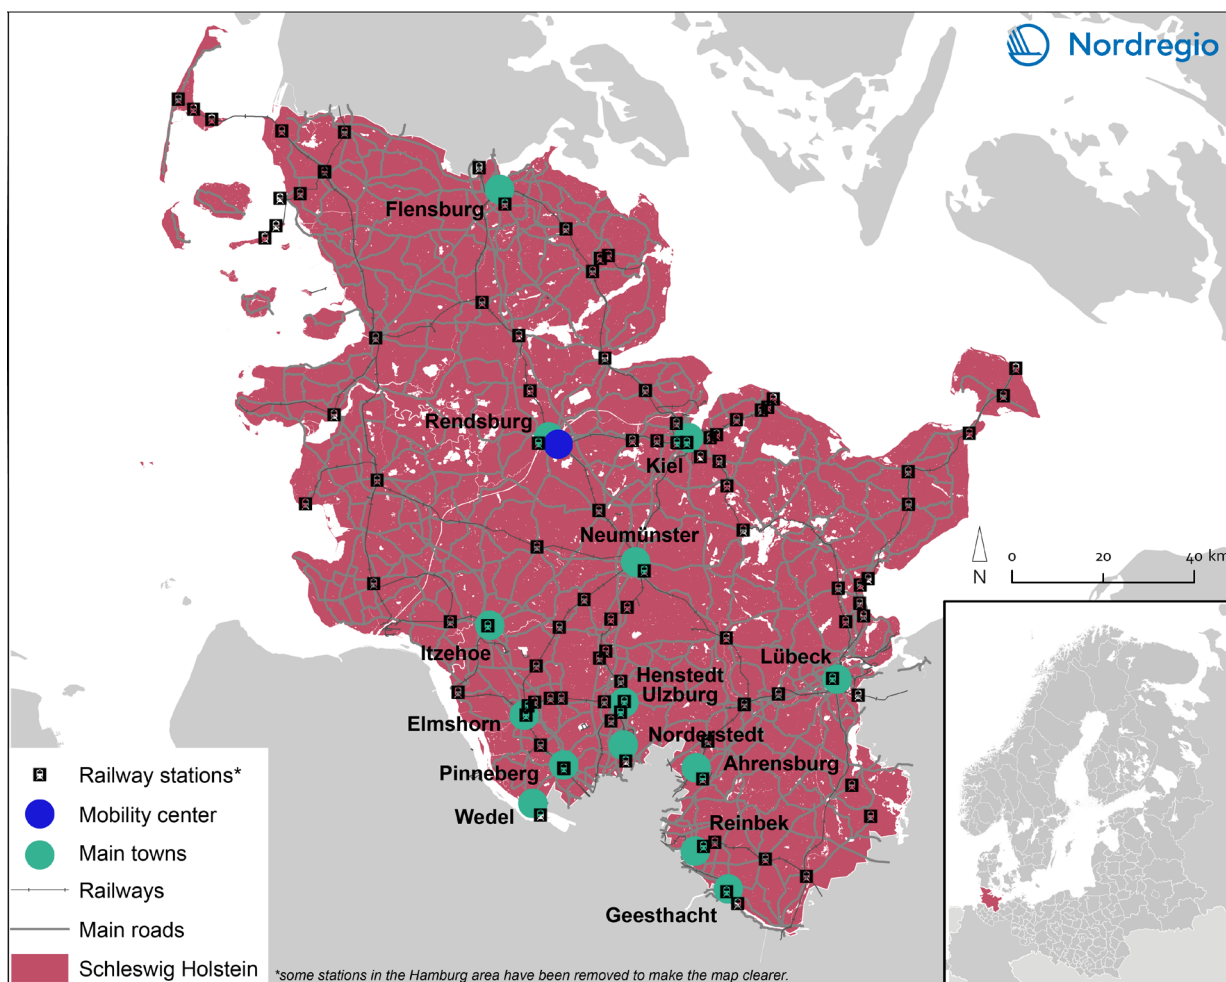 Nordregio
Flensburg
Rendsburg
Kiel
Neumünster
N
0 20 40 km
Itzehoe
Lübeck
Henstedt
Ulzburg
Elmshorn
Norderstedt
Pinneberg
Ahrensburg
Wedel
Reinbek
Geesthacht
Railway stations*
Mobility center
Main towns
Railways
Main roads
Schleswig Holstein
*some stations in the Hamburg area have been removed to make the map clearer.